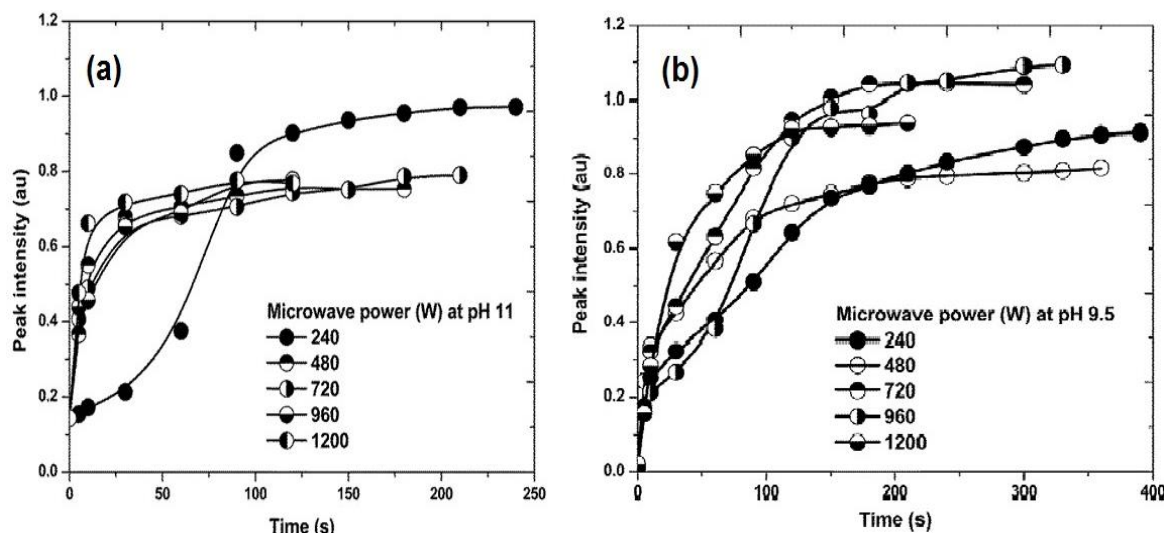 (a)
Peak intensity (au)
1.2
1.0
0.8
0.6
0.4
0.2
0.0
Microwave power (W) at pH 11
240
480
720
960
1200
0 50 100 150 200 250
Time (s)
(b)
Peak intensity (au)
1.2
1.0
0.8
0.6
0.4
0.2
0.0
Microwave power (W) at pH 9.5
240
480
720
960
1200
0 100 200 300 400
Time (s)